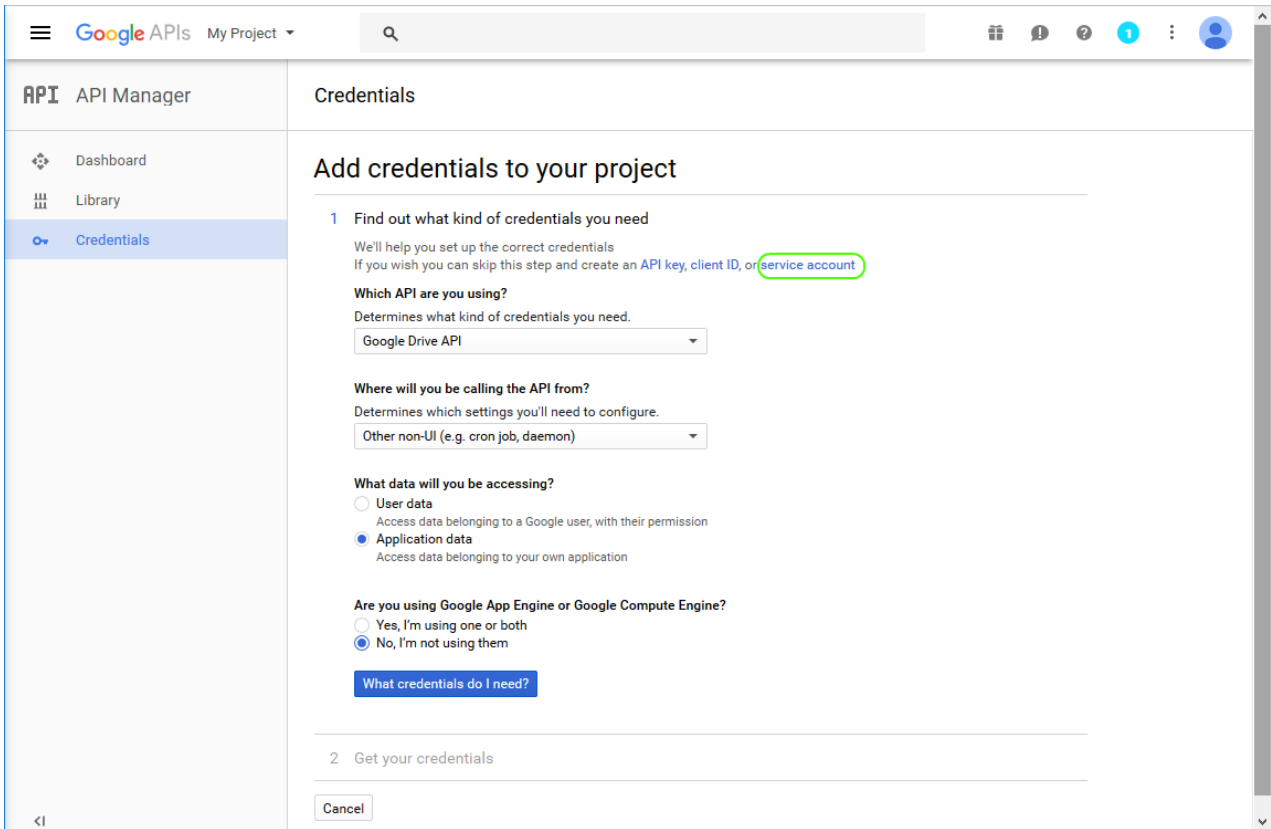 Google APIs My Project
1
API API Manager
Credentials
Dashboard
Library
Credentials
Add credentials to your project
1 Find out what kind of credentials you need
We'll help you set up the correct credentials
If you wish you can skip this step and create an API key, client ID, or service account
Which API are you using?
Determines what kind of credentials you need.
Google Drive API
Where will you be calling the API from?
Determines which settings you'll need to configure.
Other non-UI (e.g. cron job, daemon)
What data will you be accessing?
User data
Access data belonging to a Google user, with their permission
Application data
Access data belonging to your own application
Are you using Google App Engine or Google Compute Engine?
Yes, I'm using one or both
No, I'm not using them
What credentials do I need?
2 Get your credentials
Cancel